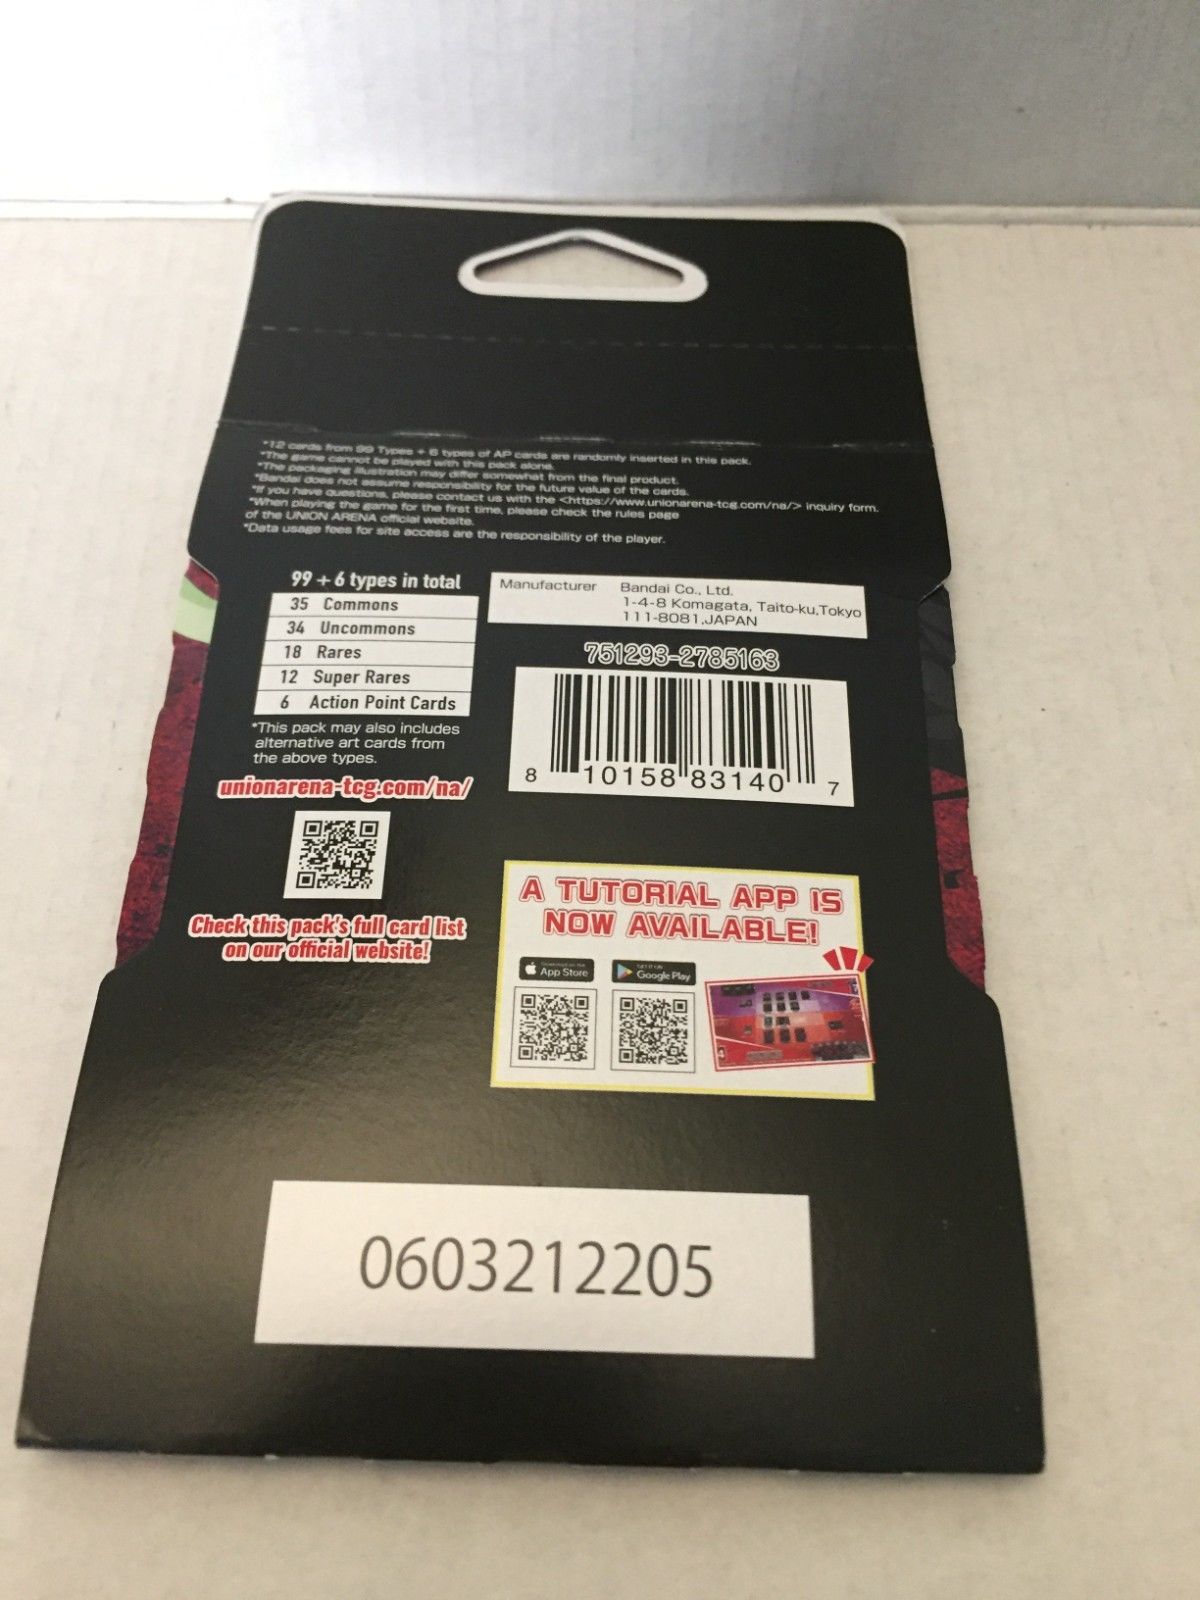 *12 cards from 99 Types + 6 types of AP cards are randomly inserted in this pack.
*The game cannot be played with this pack alone.
*The packaging illustration may differ somewhat from the final product.
*Bandai does not assume responsibility for the future value of the cards.
*If you have questions, please contact us with the <https://www.unionarena-tcg.com/na/> inquiry form.
*When playing the game for the first time, please check the rules page
of the UNION ARENA official website.
*Data usage fees for site access are the responsibility of the player.
99 + 6 types in total
35 Commons
34 Uncommons
18 Rares
12 Super Rares
6 Action Point Cards
*This pack may also includes
alternative art cards from
the above types.
unionarena-tcg.com/na/
Check this pack's full card list
on our official website!
Manufacturer Bandai Co., Ltd.
1-4-8 Komagata, Taito-ku,Tokyo
111-8081,JAPAN
751293-2785163
8 10158 83140 7
A TUTORIAL APP IS
NOW AVAILABLE!
Download on the
App Store
GET IT ON
Google Play
0603212205